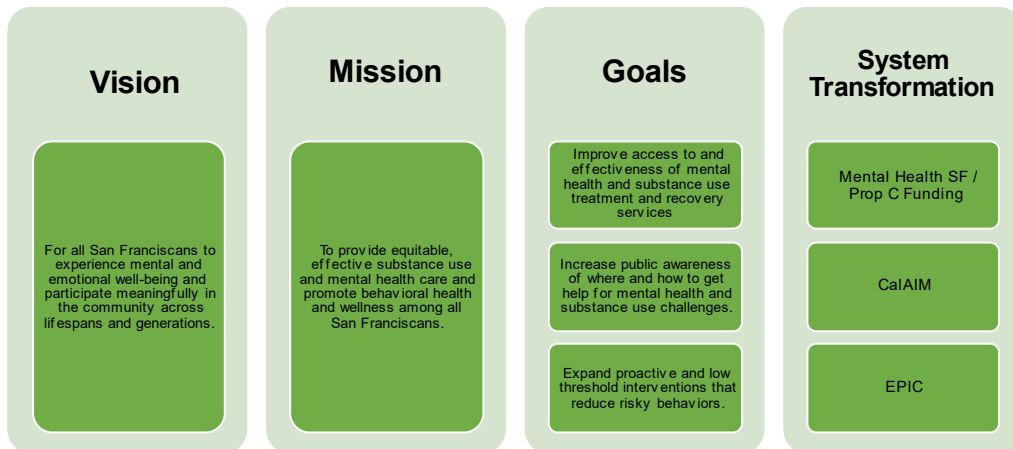 Vision
For all San Franciscans to
experience mental and
emotional well-being and
participate meaningfully in
the community across
lifespans and generations.
Mission
To provide equitable,
effective substance use
and mental health care and
promote behavioral health
and wellness among all
San Franciscans.
Goals
Improve access to and
effectiveness of mental
health and substance use
treatment and recovery
services
Increase public awareness
of where and how to get
help for mental health and
substance use challenges.
Expand proactive and low
threshold interventions that
reduce risky behaviors.
System
Transformation
Mental Health SF /
Prop C Funding
CalAIM
EPIC